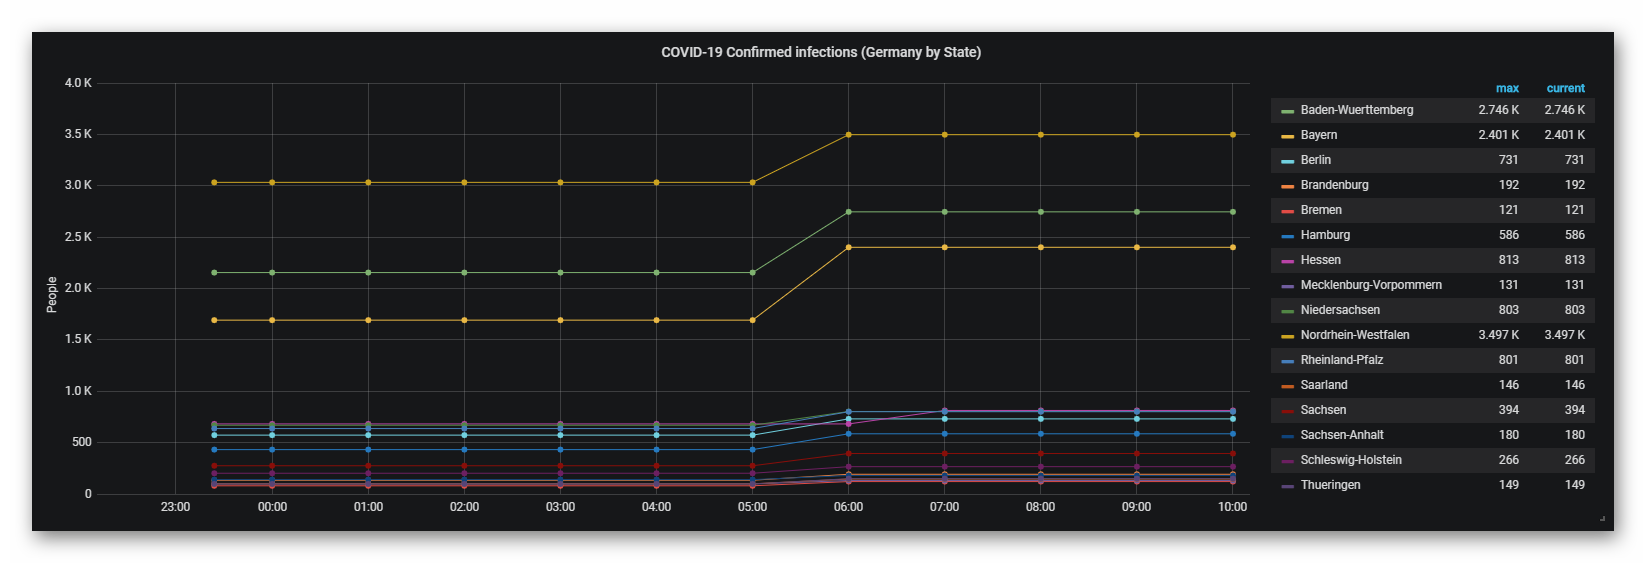 COVID-19 Confirmed infections (Germany by State)
People
4.0 K
3.5 K
3.0 K
2.5 K
2.0 K
1.5 K
1.0 K
500
0
23:00 00:00 01:00 02:00 03:00 04:00 05:00 06:00 07:00 08:00 09:00 10:00
max current
Baden-Wuerttemberg 2.746 K 2.746 K
Bayern 2.401 K 2.401 K
Berlin 731 731
Brandenburg 192 192
Bremen 121 121
Hamburg 586 586
Hessen 813 813
Mecklenburg-Vorpommern 131 131
Niedersachsen 803 803
Nordrhein-Westfalen 3.497 K 3.497 K
Rheinland-Pfalz 801 801
Saarland 146 146
Sachsen 394 394
Sachsen-Anhalt 180 180
Schleswig-Holstein 266 266
Thueringen 149 149